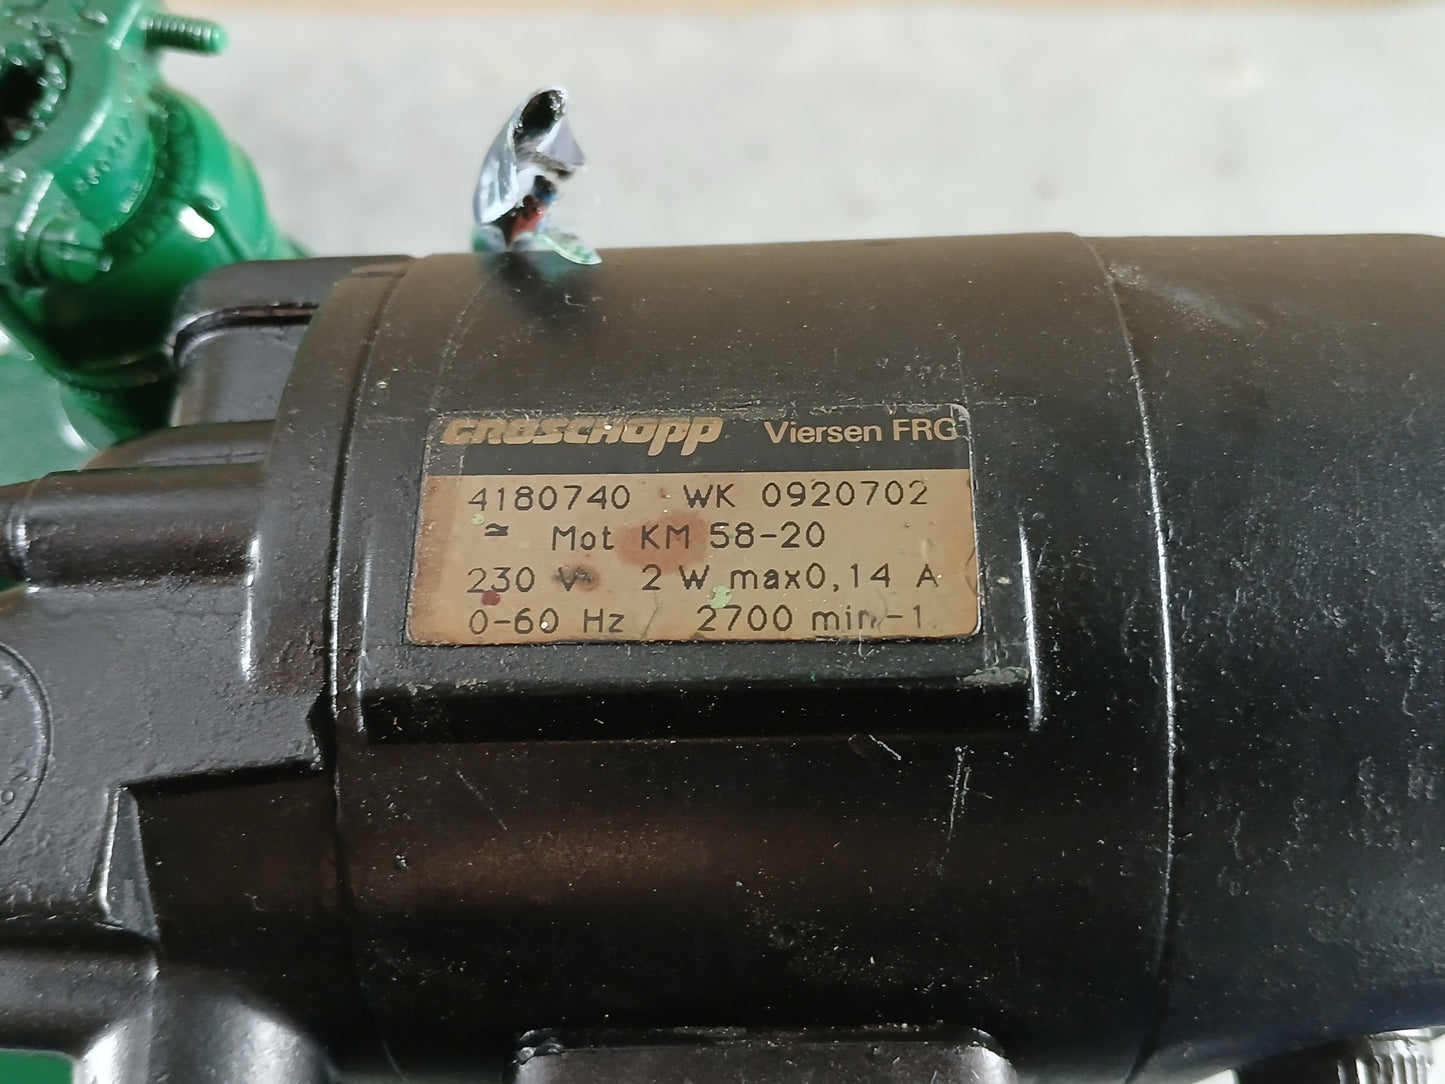 GROSCHOPP Viersen FRG
4180740 WK 0920702
≃ Mot KM 58-20
230 V 2 W max0,14 A
0-60 Hz 2700 min-1